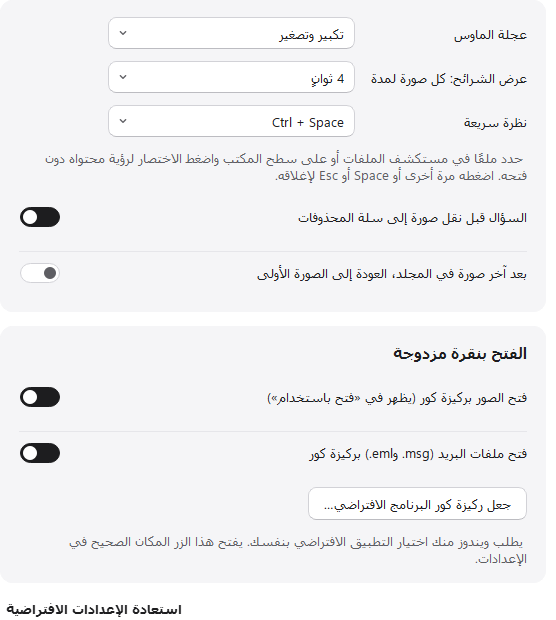 عجلة الماوس
تكبير وتصغير
عرض الشرائح: كل صورة لمدة
4 ثوانٍ
نظرة سريعة
Ctrl + Space
حدد ملفًا في مستكشف الملفات أو على سطح المكتب واضغط الاختصار لرؤية محتواه دون
فتحه. اضغطه مرة أخرى أو Space أو Esc لإغلاقه.
السؤال قبل نقل صورة إلى سلة المحذوفات
بعد آخر صورة في المجلد، العودة إلى الصورة الأولى
الفتح بنقرة مزدوجة
فتح الصور بركيزة كور (يظهر في «فتح باستخدام»)
فتح ملفات البريد (.msg و.eml) بركيزة كور
جعل ركيزة كور البرنامج الافتراضي...
يطلب ويندوز منك اختيار التطبيق الافتراضي بنفسك. يفتح هذا الزر المكان الصحيح في
الإعدادات.
استعادة الإعدادات الافتراضية